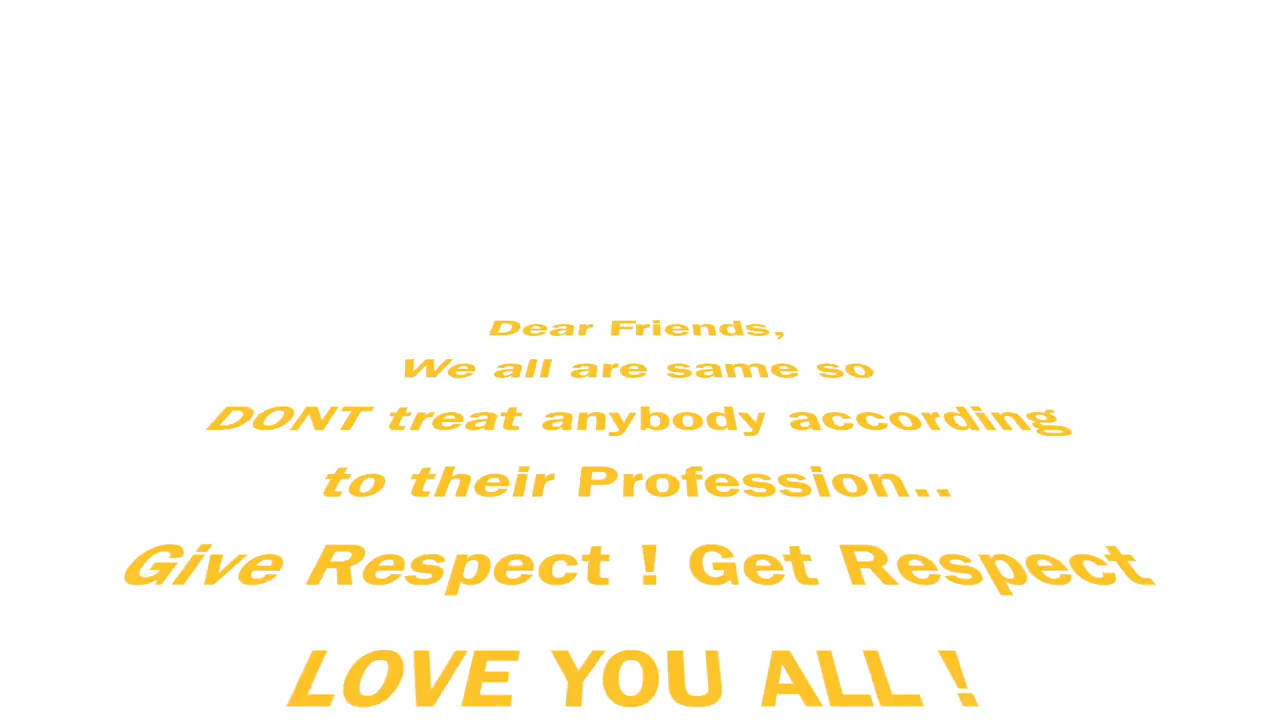 Dear Friends,
We all are same so
DONT treat anybody according
to their Profession..
Give Respect ! Get Respect
LOVE YOU ALL !